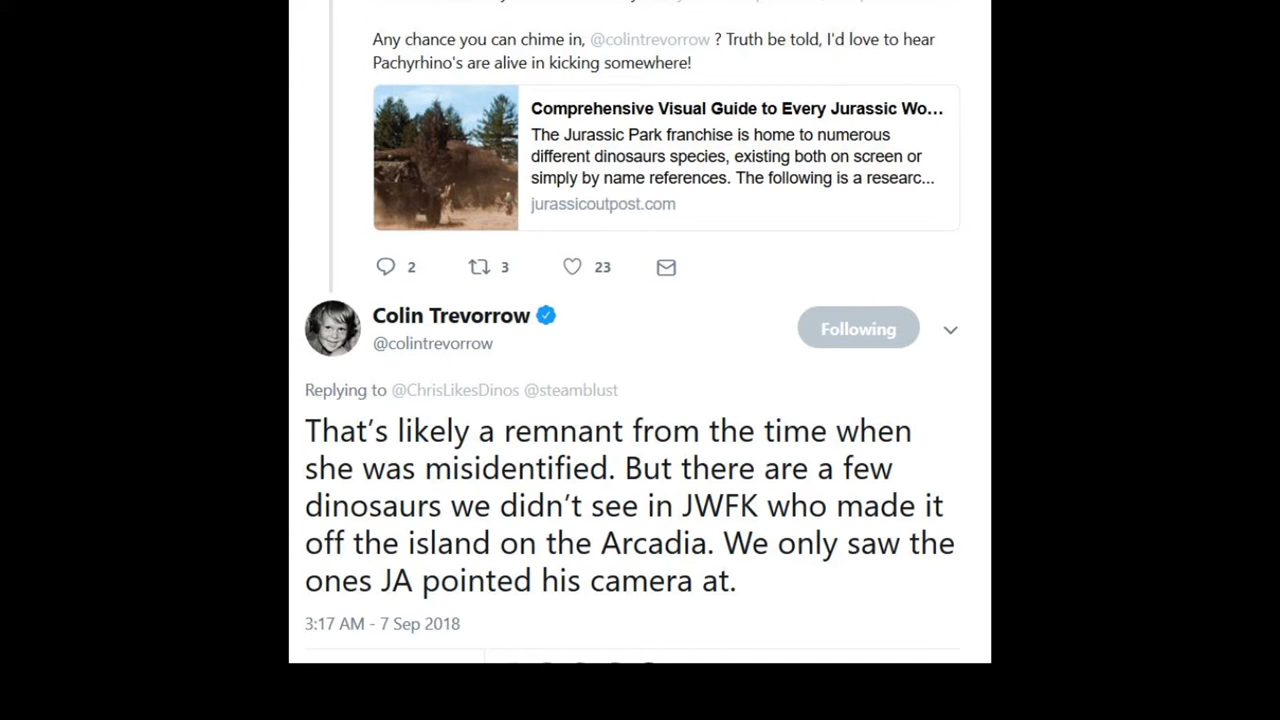 Any chance you can chime in, @colintrevorrow ? Truth be told, I'd love to hear
Pachyrhino's are alive in kicking somewhere!
Comprehensive Visual Guide to Every Jurassic Wo...
The Jurassic Park franchise is home to numerous
different dinosaurs species, existing both on screen or
simply by name references. The following is a researc...
jurassicoutpost.com
2 3 23
Colin Trevorrow
@colintrevorrow
Following
Replying to @ChrisLikesDinos @steamblust
That’s likely a remnant from the time when
she was misidentified. But there are a few
dinosaurs we didn’t see in JWFK who made it
off the island on the Arcadia. We only saw the
ones JA pointed his camera at.
3:17 AM - 7 Sep 2018